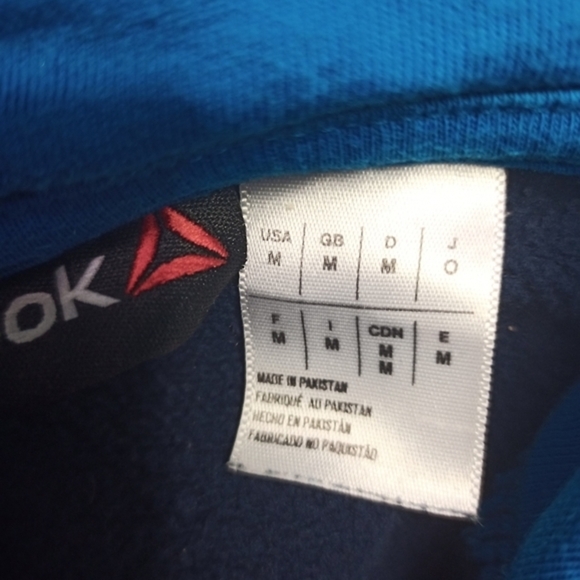 OK
USA GB D J
M M M O
F I CDN E
M M M M
M
MADE IN PAKISTAN
FABRIQUÉ AU PAKISTAN
HECHO EN PAKISTÁN
FABRICADO NO PAQUISTÃO